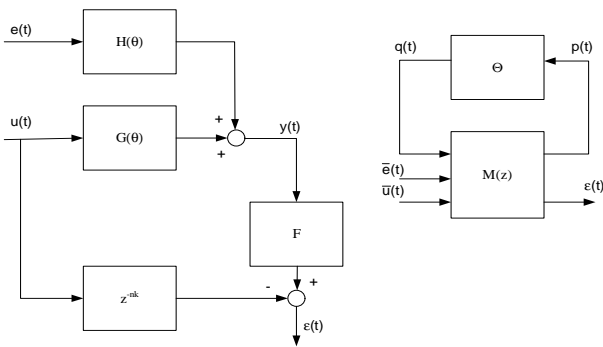 e(t)
H(θ)
u(t)
G(θ)
+
+
y(t)
F
z⁻ⁿᵏ
-
+
ε(t)
q(t)
p(t)
Θ
e̅(t)
u̅(t)
M(z)
ε(t)